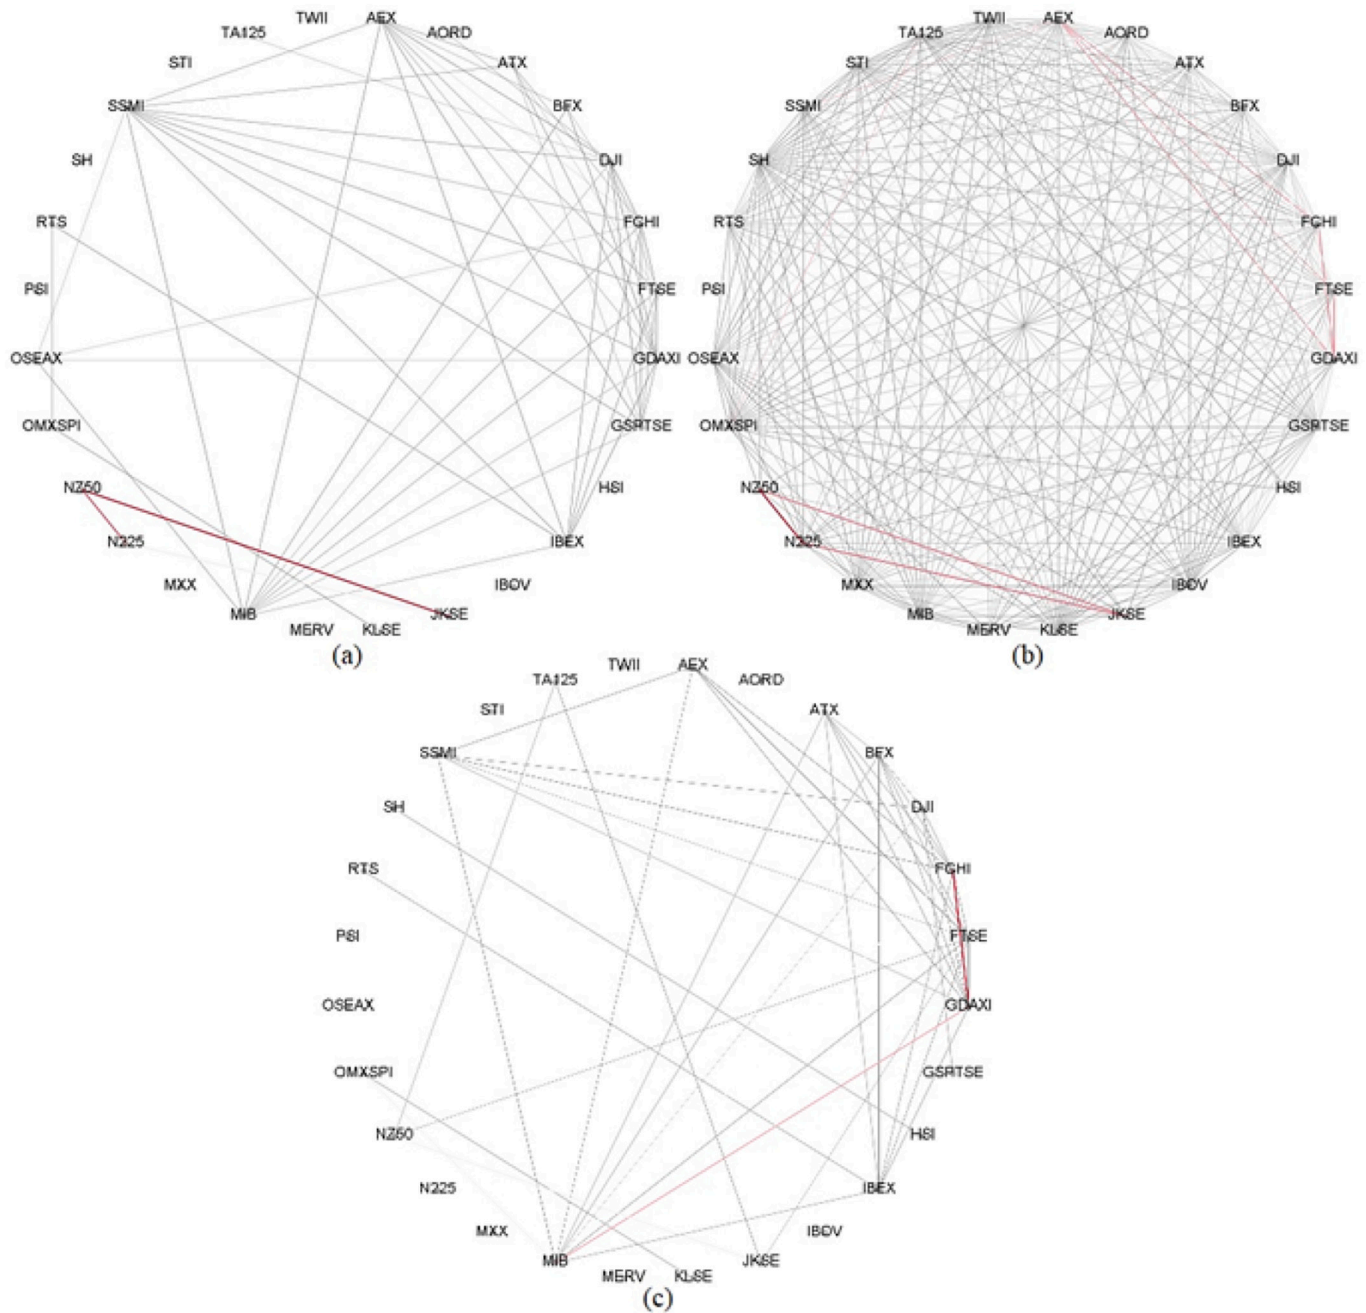 TWII AEX TWII AEX
TA125 AORD TA125 AORD
STI ATX STI ATX
SSMI BFX SSMI BFX
SH DJI SH DJI
RTS FCHI RTS FCHI
PSI FTSE PSI FTSE
OSEAX GDAXI OSEAX GDAXI
OMXSPI GSPTSE OMXSPI GSPTSE
NZ50 HSI NZ50 HSI
N225 IBEX N225 IBEX
MXX IBOV MXX IBOV
MIB JKSE MIB JKSE
MERV KLSE MERV KLSE
(a) (b)
TWII AEX
TA125 AORD
STI ATX
SSMI BFX
SH DJI
RTS FCHI
PSI FTSE
OSEAX GDAXI
OMXSPI GSPTSE
NZ50 HSI
N225 IBEX
MXX IBOV
MIB JKSE
MERV KLSE
(c)